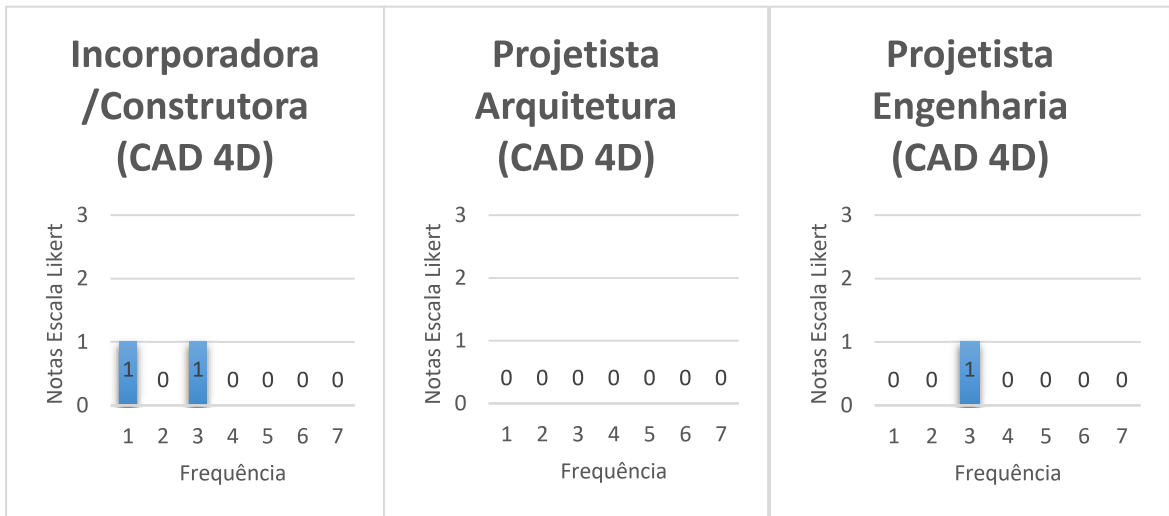 Incorporadora
/Construtora
(CAD 4D)
3
2
1
0
Notas Escala Likert
1 0 1 0 0 0 0
1 2 3 4 5 6 7
Frequência
Projetista
Arquitetura
(CAD 4D)
3
2
1
0
Notas Escala Likert
0 0 0 0 0 0 0
1 2 3 4 5 6 7
Frequência
Projetista
Engenharia
(CAD 4D)
3
2
1
0
Notas Escala Likert
0 0 1 0 0 0 0
1 2 3 4 5 6 7
Frequência